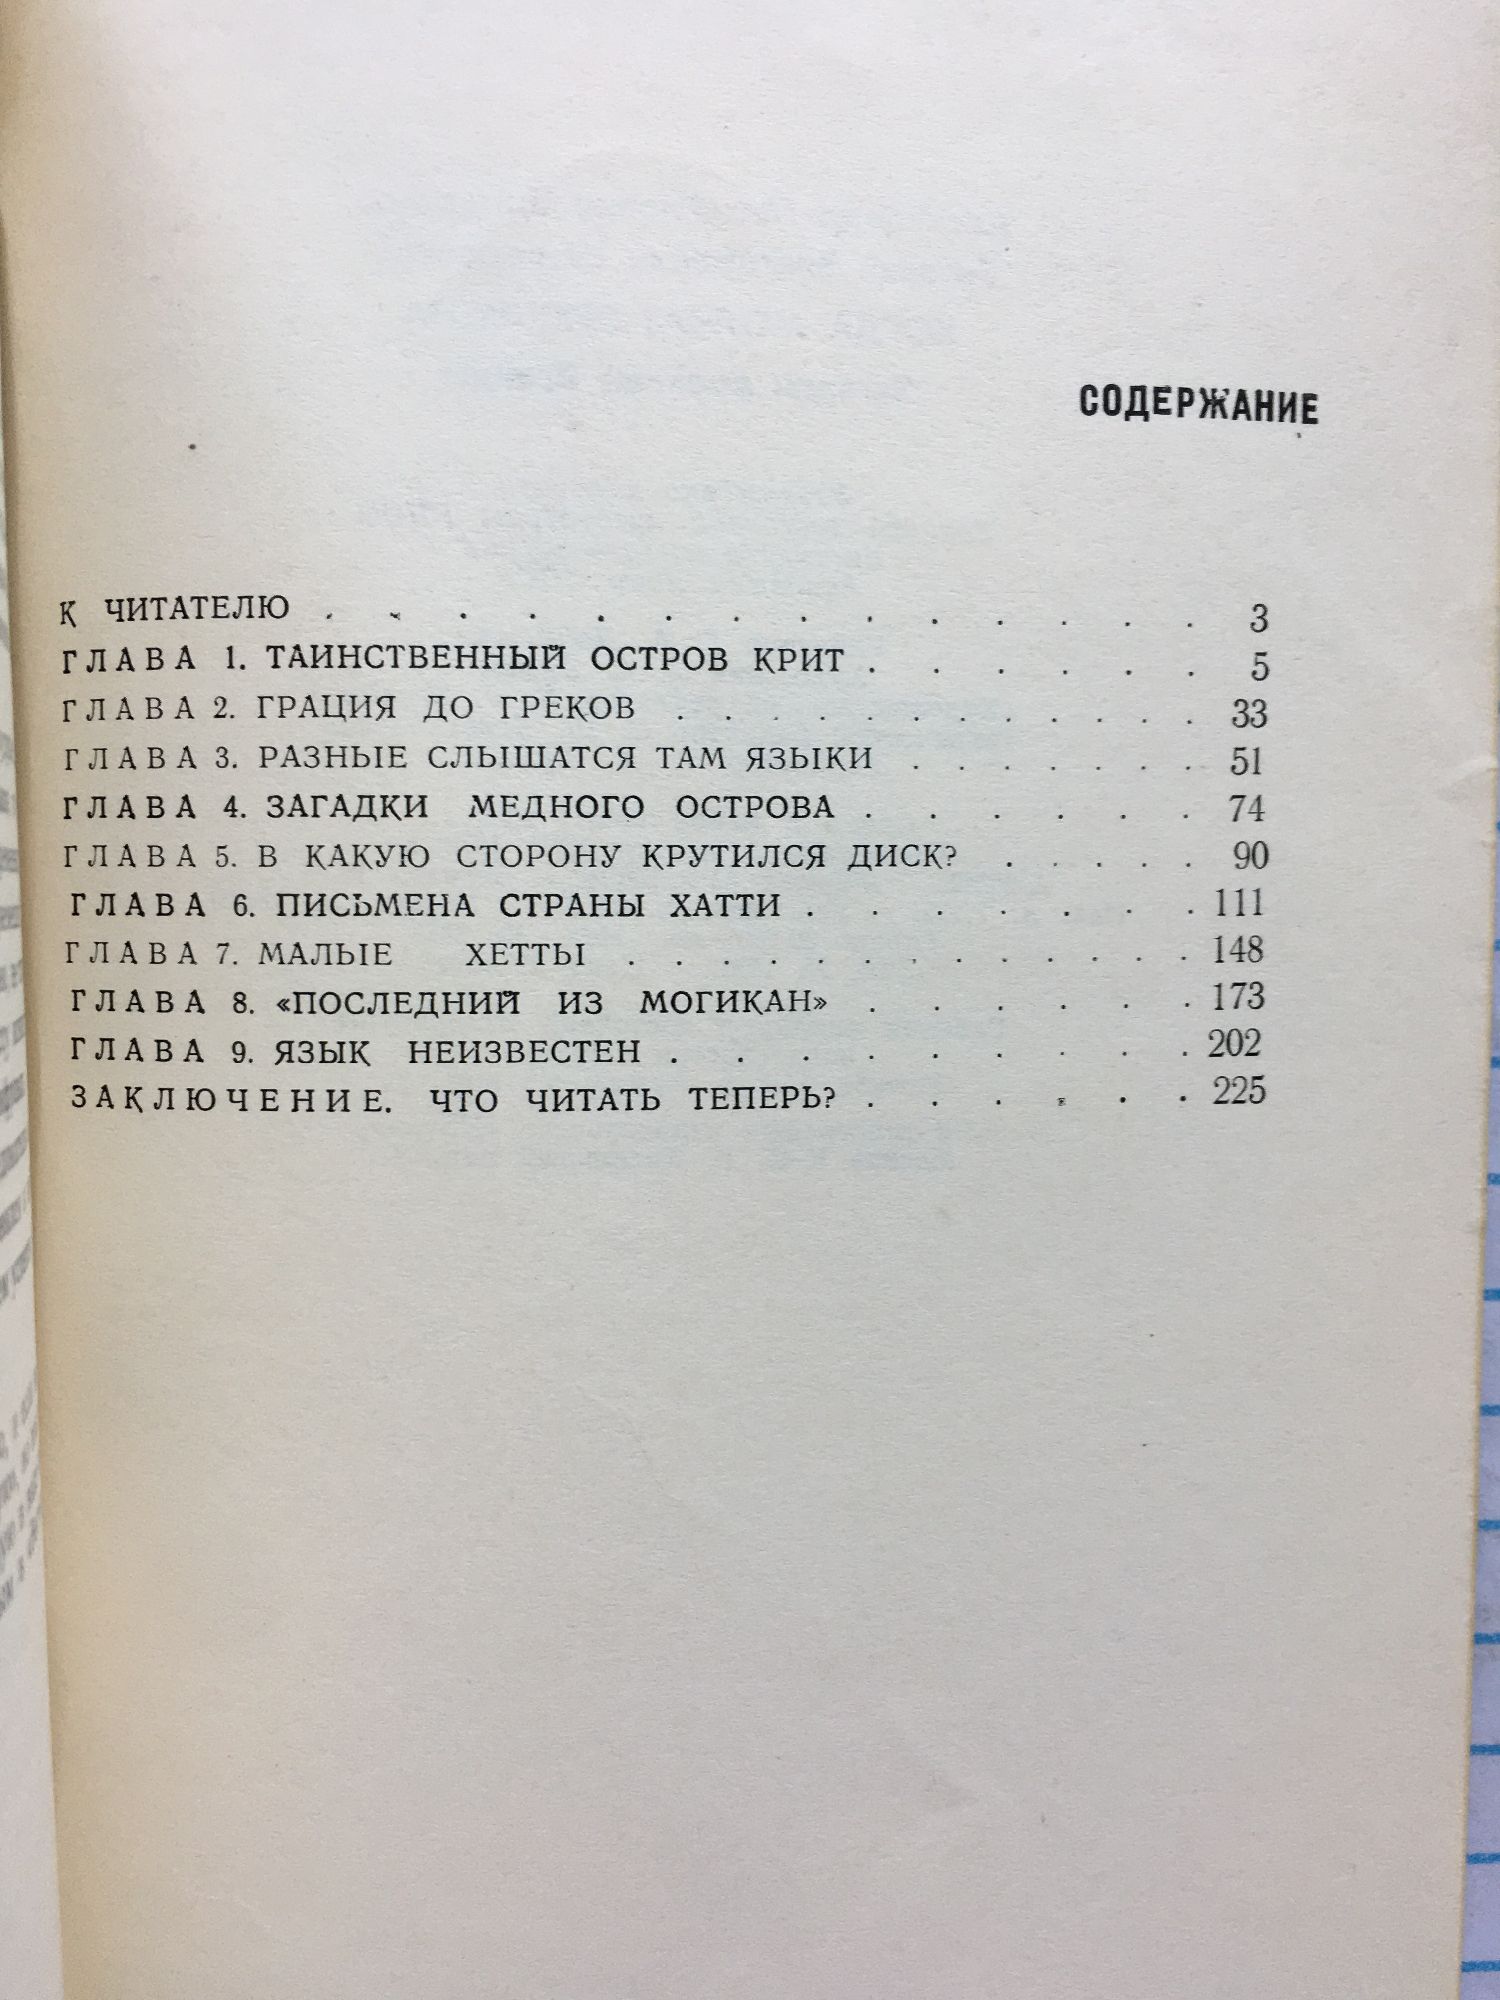 СОДЕРЖАНИЕ
К ЧИТАТЕЛЮ . . . . . . . . . . . . . . 3
ГЛАВА 1. ТАИНСТВЕННЫЙ ОСТРОВ КРИТ . . . . . . 5
ГЛАВА 2. ГРАЦИЯ ДО ГРЕКОВ . . . . . . . . . . . 33
ГЛАВА 3. РАЗНЫЕ СЛЫШАТСЯ ТАМ ЯЗЫКИ . . . . . . . 51
ГЛАВА 4. ЗАГАДКИ МЕДНОГО ОСТРОВА . . . . . . 74
ГЛАВА 5. В КАКУЮ СТОРОНУ КРУТИЛСЯ ДИСК? . . . . . 90
ГЛАВА 6. ПИСЬМЕНА СТРАНЫ ХАТТИ . . . . . . . 111
ГЛАВА 7. МАЛЫЕ ХЕТТЫ . . . . . . . . . . . . . 148
ГЛАВА 8. «ПОСЛЕДНИЙ ИЗ МОГИКАН» . . . . . . 173
ГЛАВА 9. ЯЗЫК НЕИЗВЕСТЕН . . . . . . . . . 202
ЗАКЛЮЧЕНИЕ. ЧТО ЧИТАТЬ ТЕПЕРЬ? . . . . . . 225